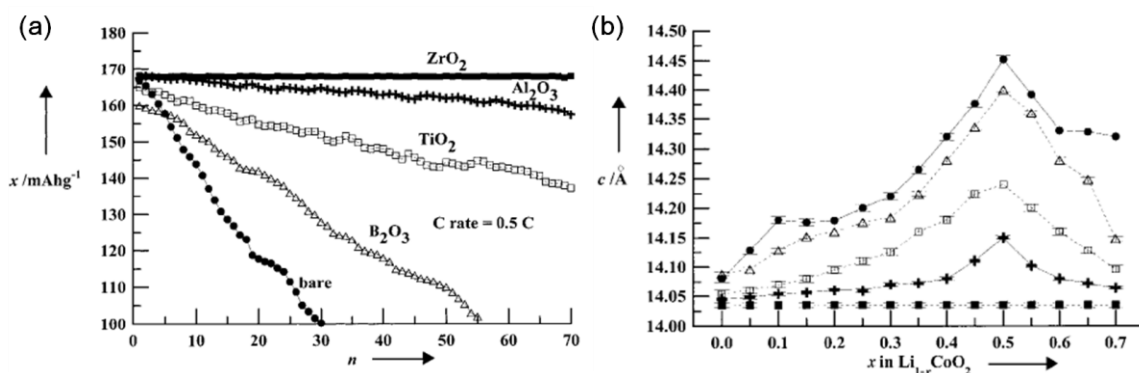 (a)
180
170
160
150
140
130
120
110
100
x /mAhg⁻¹
ZrO₂
Al₂O₃
TiO₂
B₂O₃
C rate = 0.5 C
bare
0 10 20 30 40 50 60 70
n
(b)
14.50
14.45
14.40
14.35
14.30
14.25
14.20
14.15
14.10
14.05
14.00
c /Å
0.0 0.1 0.2 0.3 0.4 0.5 0.6 0.7
x in Li₁₋ₓCoO₂